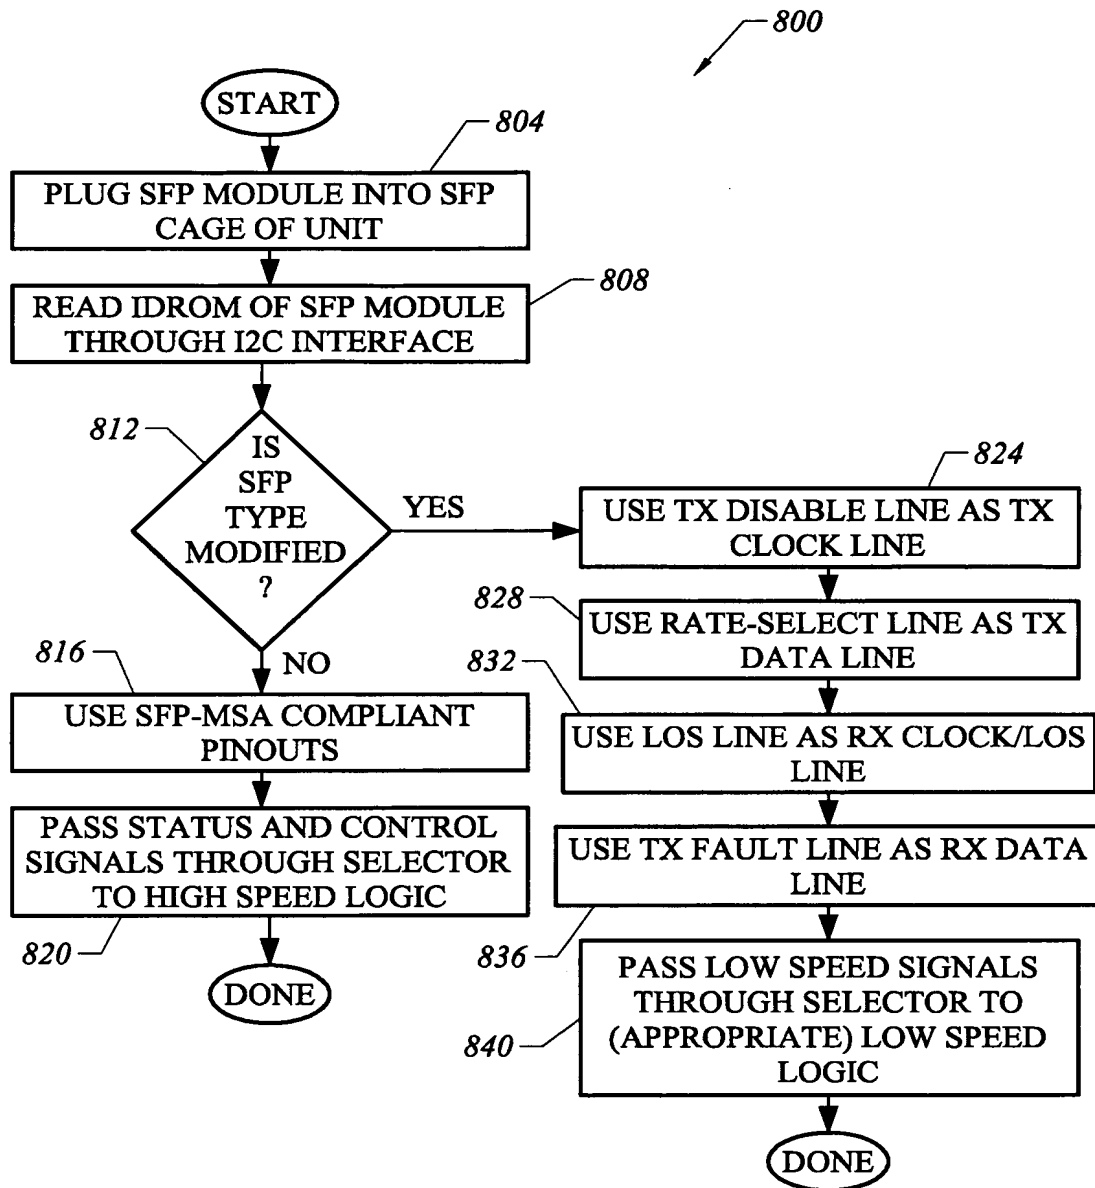 800
START
804
PLUG SFP MODULE INTO SFP
CAGE OF UNIT
808
READ IDROM OF SFP MODULE
THROUGH I2C INTERFACE
812
IS
SFP
TYPE
MODIFIED
?
YES
NO
816
USE SFP-MSA COMPLIANT
PINOUTS
PASS STATUS AND CONTROL
SIGNALS THROUGH SELECTOR
TO HIGH SPEED LOGIC
820
DONE
824
USE TX DISABLE LINE AS TX
CLOCK LINE
828
USE RATE-SELECT LINE AS TX
DATA LINE
832
USE LOS LINE AS RX CLOCK/LOS
LINE
USE TX FAULT LINE AS RX DATA
LINE
836
PASS LOW SPEED SIGNALS
THROUGH SELECTOR TO
(APPROPRIATE) LOW SPEED
LOGIC
840
DONE